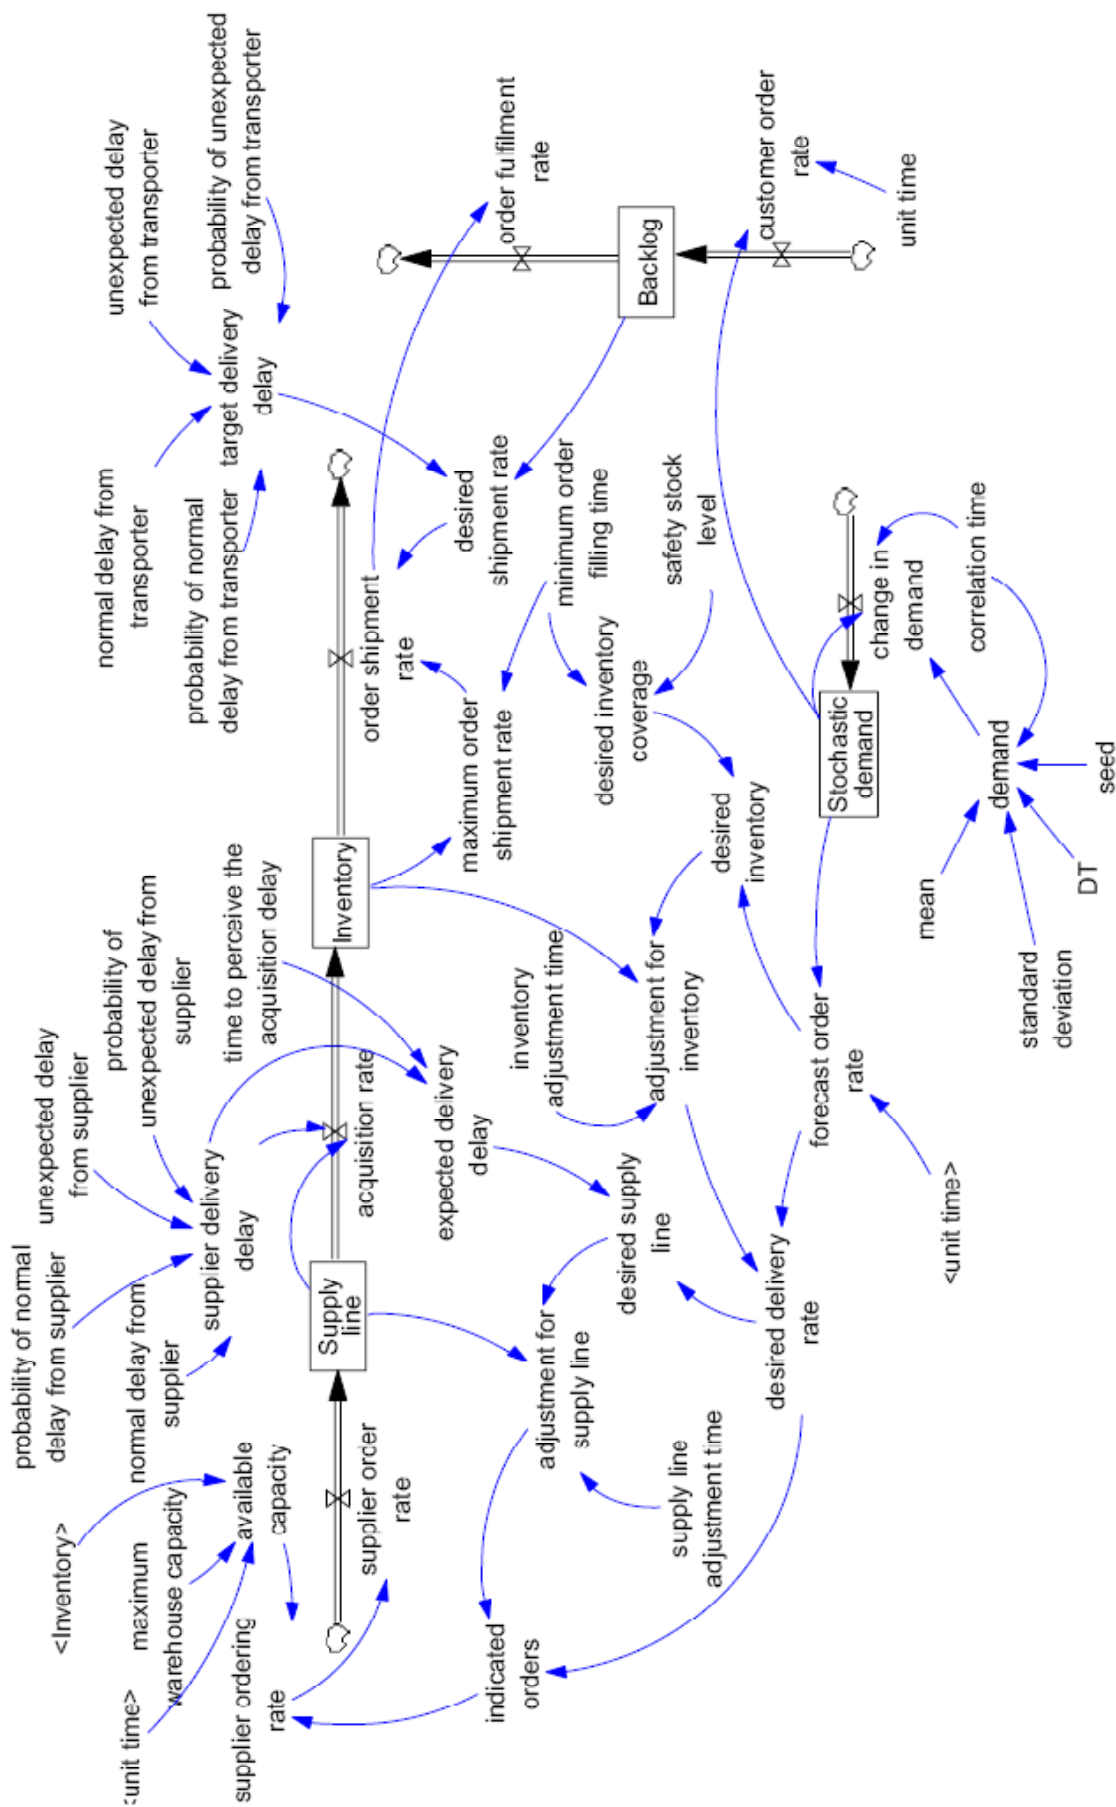 <Inventory>
maximum
warehouse capacity
<unit time>
available
capacity
supplier ordering
rate
supplier order
rate
indicated
orders
probability of normal
delay from supplier
normal delay from
supplier
unexpected delay
from supplier
probability of
unexpected delay from
supplier
supplier delivery
delay
Supply
line
acquisition rate
time to perceive the
acquisition delay
expected delivery
delay
adjustment for
supply line
supply line
adjustment time
desired supply
line
desired delivery
rate
Inventory
inventory
adjustment time
adjustment for
inventory
forecast order
rate
<unit time>
desired
inventory
desired inventory
coverage
maximum order
shipment rate
order shipment
rate
desired
shipment rate
minimum order
filling time
safety stock
level
normal delay from
transporter
probability of normal
delay from transporter
unexpected delay
from transporter
probability of unexpected
delay from transporter
target delivery
delay
order fulfilment
rate
Backlog
customer order
rate
unit time
Stochastic
demand
change in
demand
correlation time
demand
mean
standard
deviation
DT
seed